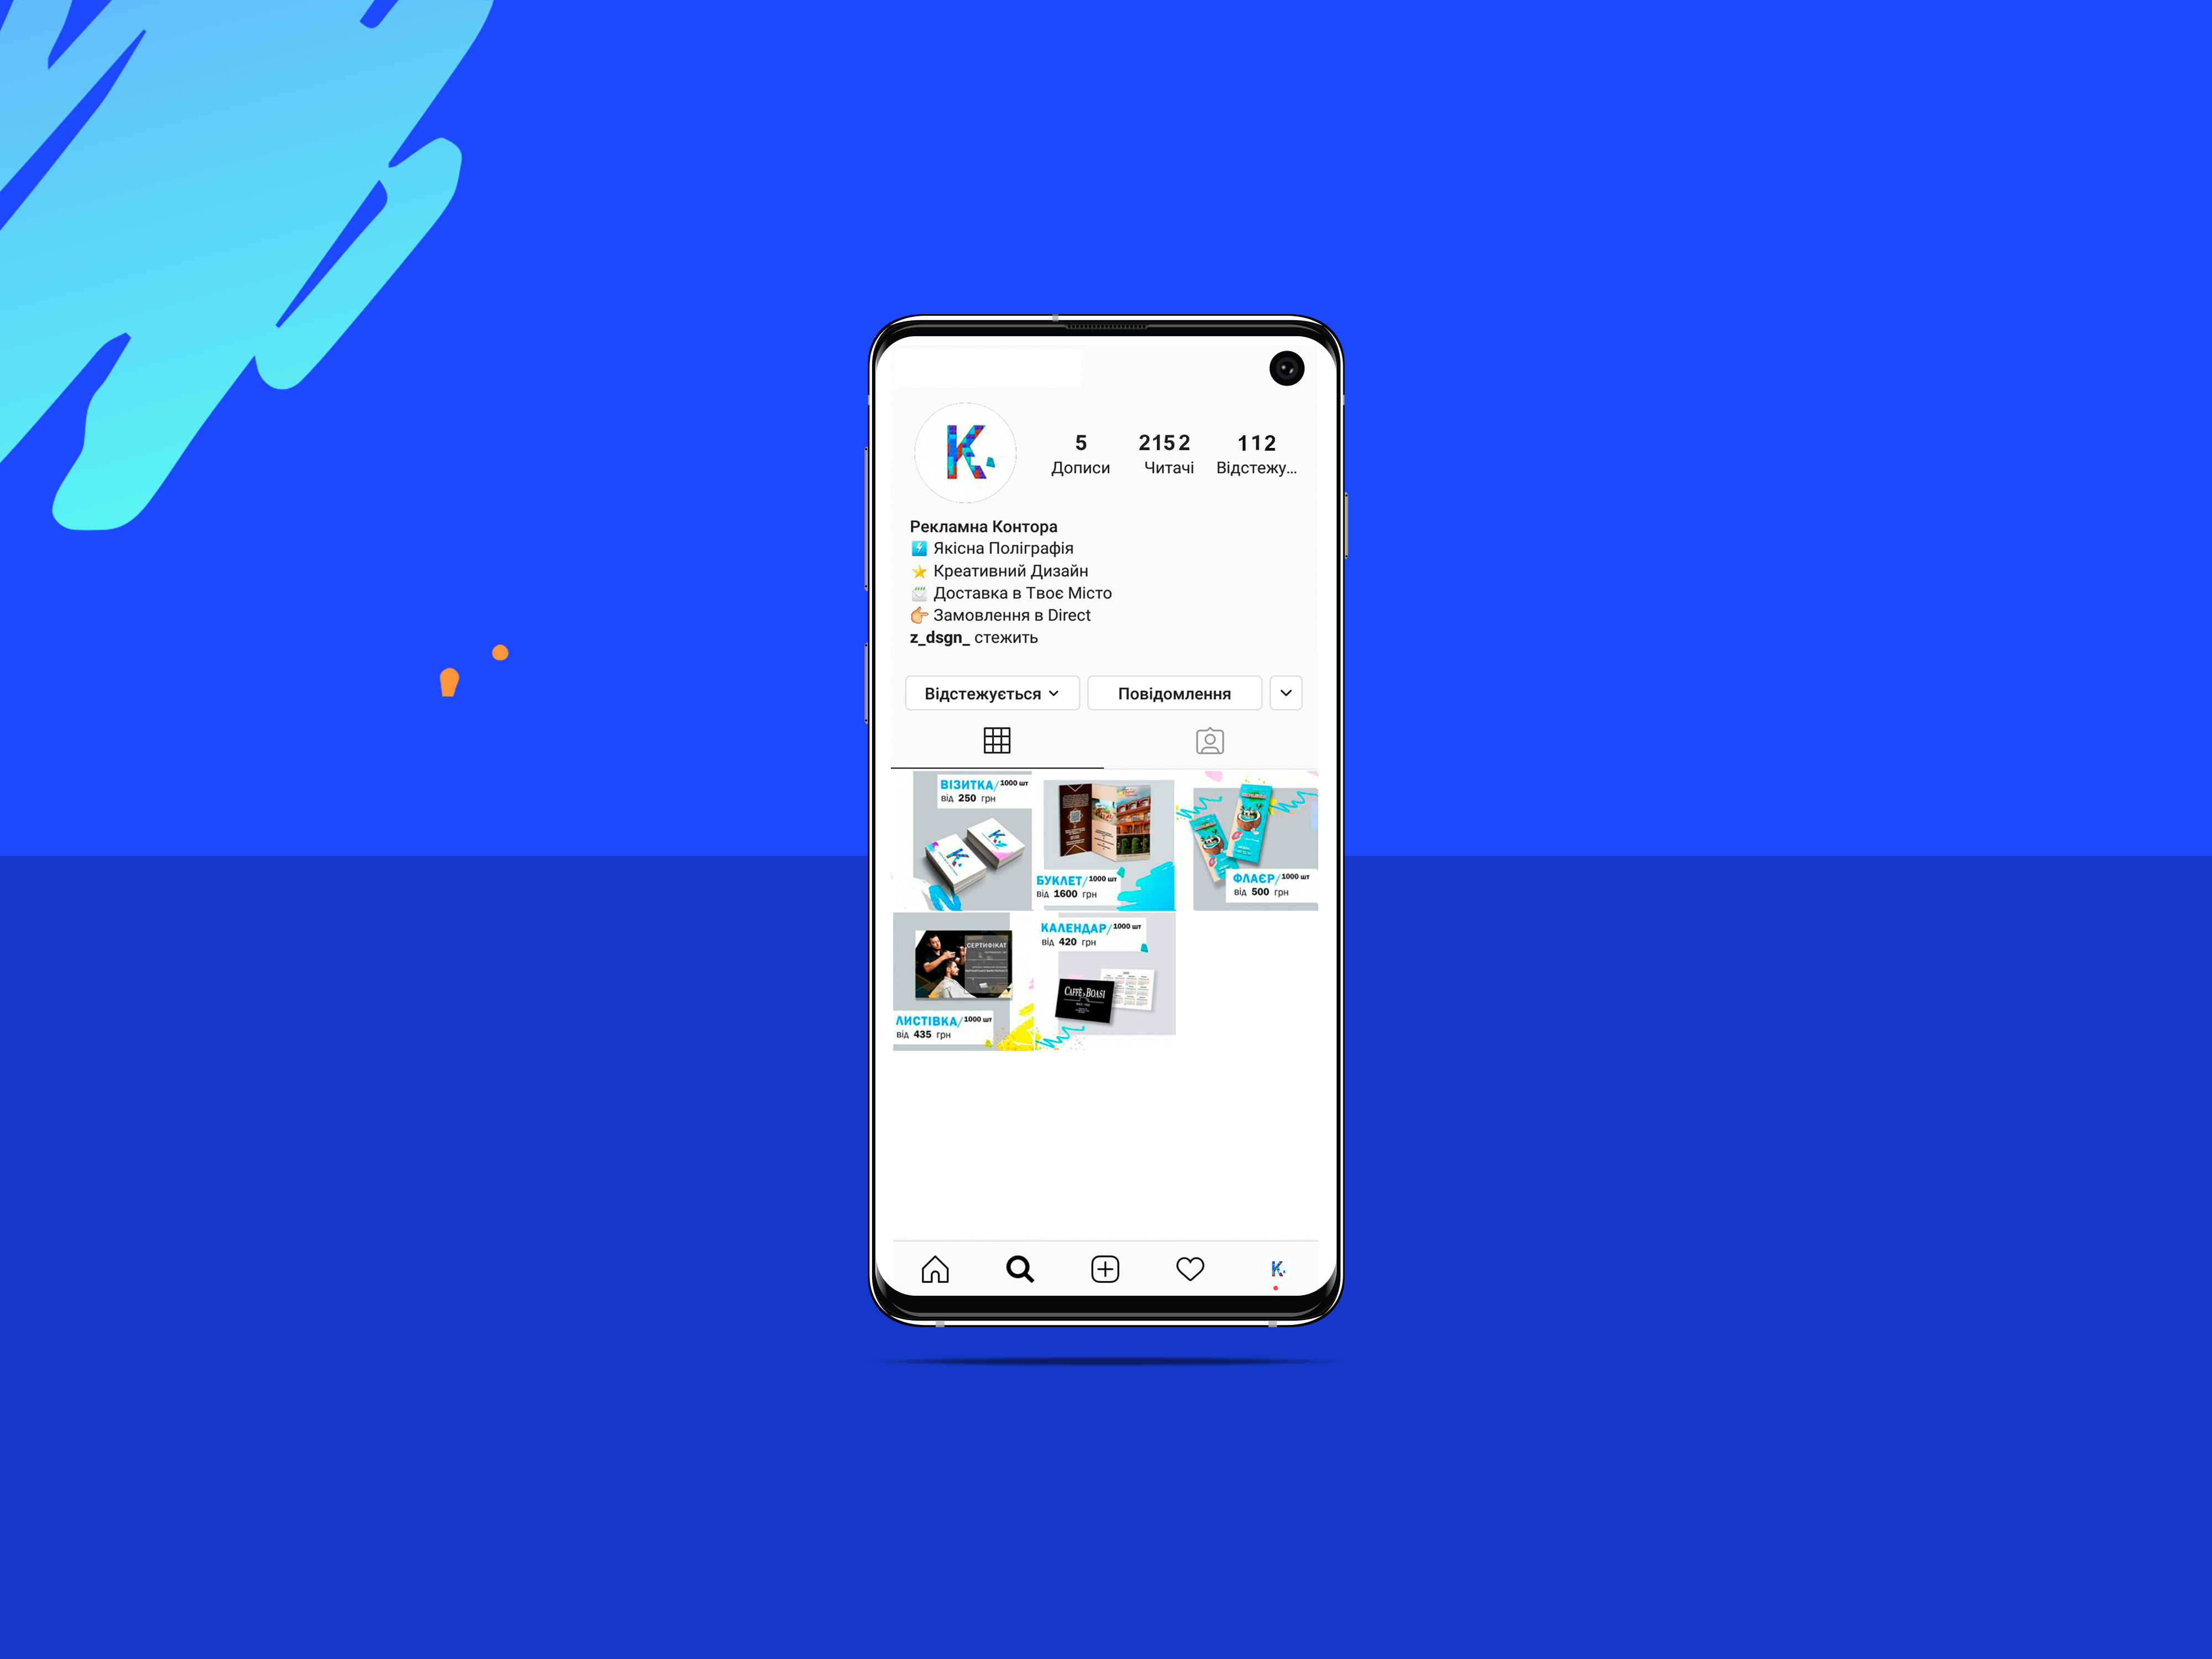 K.
5 2152 112
Дописи Читачі Відстежу...
Рекламна Контора
Якісна Поліграфія
Креативний Дизайн
Доставка в Твоє Місто
Замовлення в Direct
z_dsgn_ стежить
Відстежується Повідомлення
ВІЗИТКА/1000 шт
від 250 грн
K. K.
БУКЛЕТ/1000 шт
від 1600 грн
ФЛАЄР/1000 шт
від 500 грн
СЕРТИФІКАТ
ЛИСТІВКА/1000 шт
від 435 грн
КАЛЕНДАР/1000 шт
від 420 грн
CAFFÈ BOASI
K.